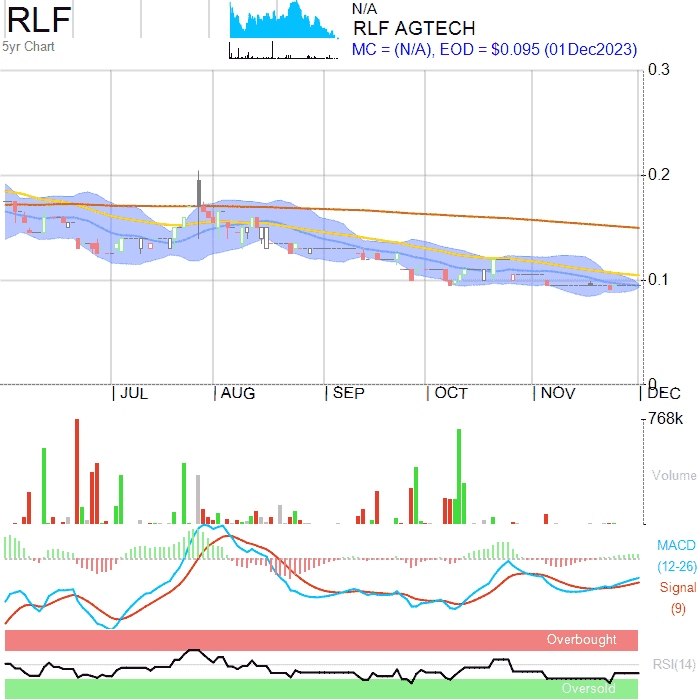 RLF
5yr Chart
N/A
RLF AGTECH
MC = (N/A), EOD = $0.095 (01Dec2023)
0.3
0.2
0.1
0
JUL
AUG
SEP
OCT
NOV
DEC
768k
Volume
MACD
(12-26)
Signal
(9)
Overbought
RSI(14)
Oversold